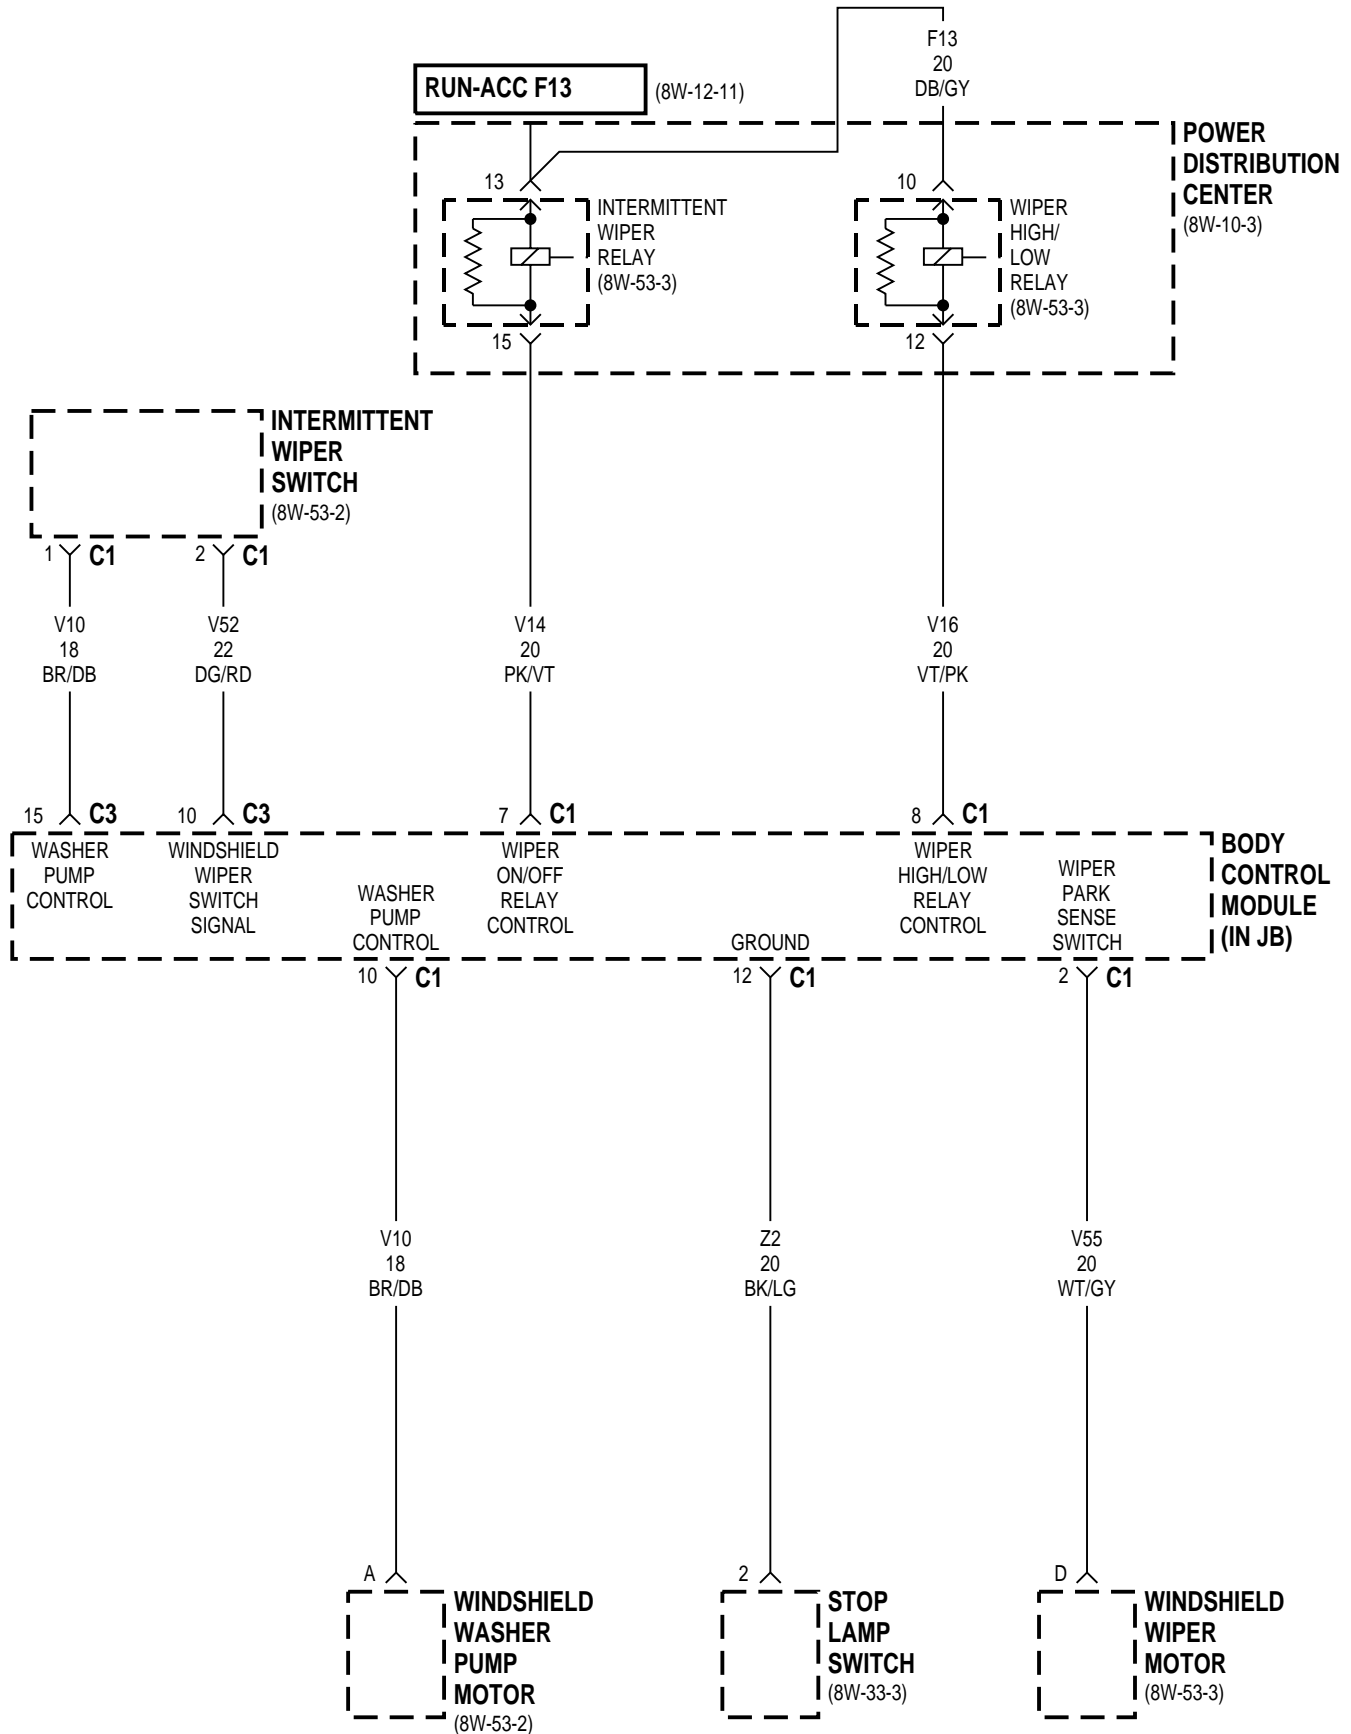 F13
20
DB/GY
RUN-ACC F13
(8W-12-11)
POWER
DISTRIBUTION
CENTER
(8W-10-3)
13
INTERMITTENT
WIPER
RELAY
(8W-53-3)
15
10
WIPER
HIGH/
LOW
RELAY
(8W-53-3)
12
INTERMITTENT
WIPER
SWITCH
(8W-53-2)
1 C1
2 C1
V10
18
BR/DB
V52
22
DG/RD
V14
20
PK/VT
V16
20
VT/PK
15 C3
10 C3
7 C1
8 C1
WASHER
PUMP
CONTROL
WINDSHIELD
WIPER
SWITCH
SIGNAL
WASHER
PUMP
CONTROL
WIPER
ON/OFF
RELAY
CONTROL
GROUND
WIPER
HIGH/LOW
RELAY
CONTROL
WIPER
PARK
SENSE
SWITCH
BODY
CONTROL
MODULE
(IN JB)
10 C1
12 C1
2 C1
V10
18
BR/DB
Z2
20
BK/LG
V55
20
WT/GY
A
WINDSHIELD
WASHER
PUMP
MOTOR
(8W-53-2)
2
STOP
LAMP
SWITCH
(8W-33-3)
D
WINDSHIELD
WIPER
MOTOR
(8W-53-3)